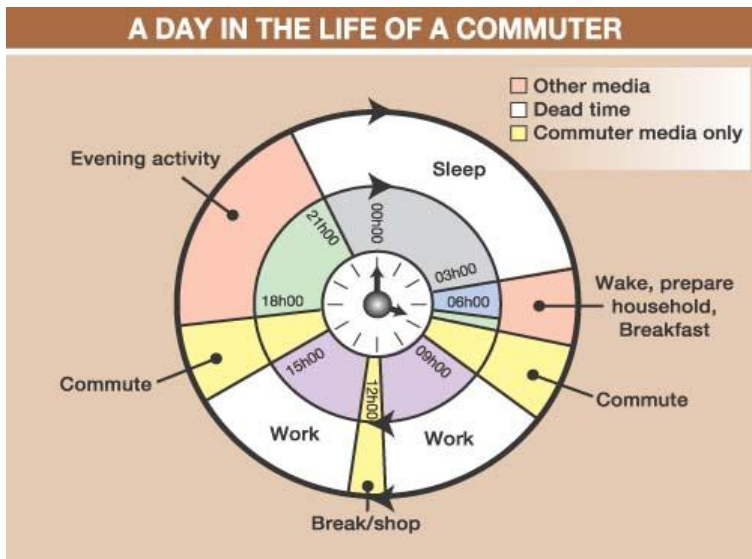 A DAY IN THE LIFE OF A COMMUTER
Other media
Dead time
Commuter media only
Evening activity
Sleep
00h00
21h00
03h00
06h00
18h00
Wake, prepare
household,
Breakfast
15h00
09h00
12h00
Commute
Commute
Work
Work
Break/shop